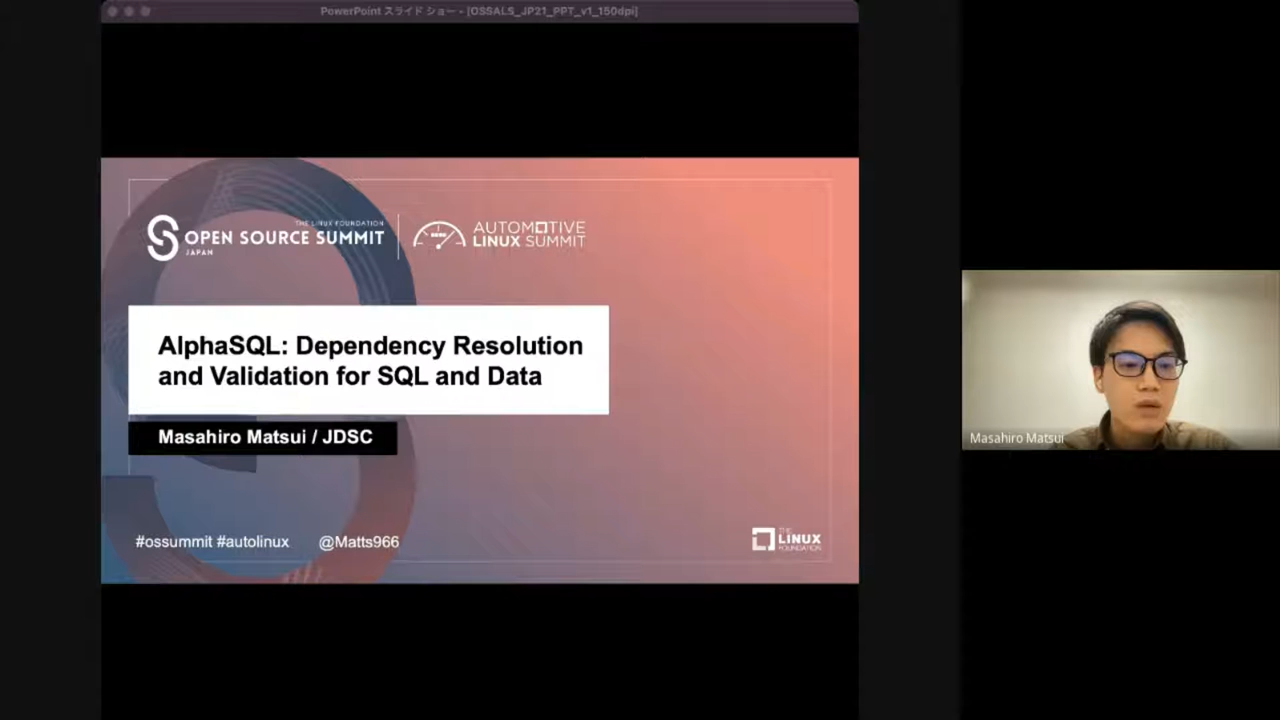 PowerPoint スライド ショー - [OSSALS_JP21_PPT_v1_150dpi]
THE LINUX FOUNDATION
OPEN SOURCE SUMMIT
JAPAN
AUTOMOTIVE
LINUX SUMMIT
AlphaSQL: Dependency Resolution
and Validation for SQL and Data
Masahiro Matsui / JDSC
#ossummit #autolinux @Matts966
THE
LINUX
FOUNDATION
Masahiro Matsui